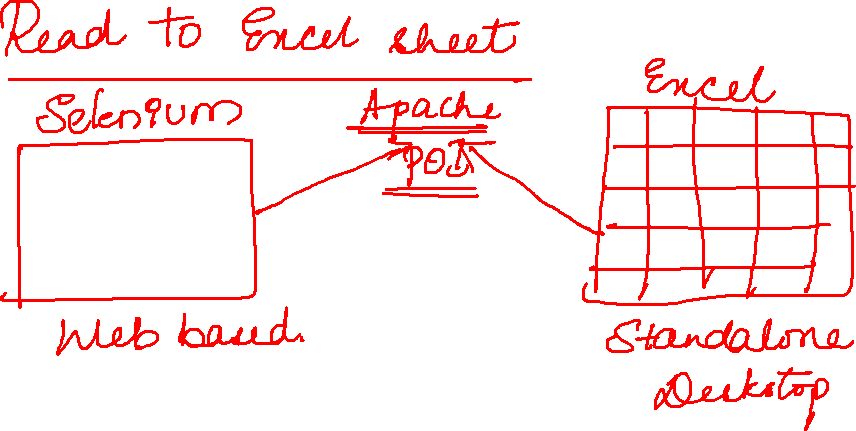 Read to Excel sheet
Selenium
Apache
POI
Excel
Web based.
Standalone
Desktop